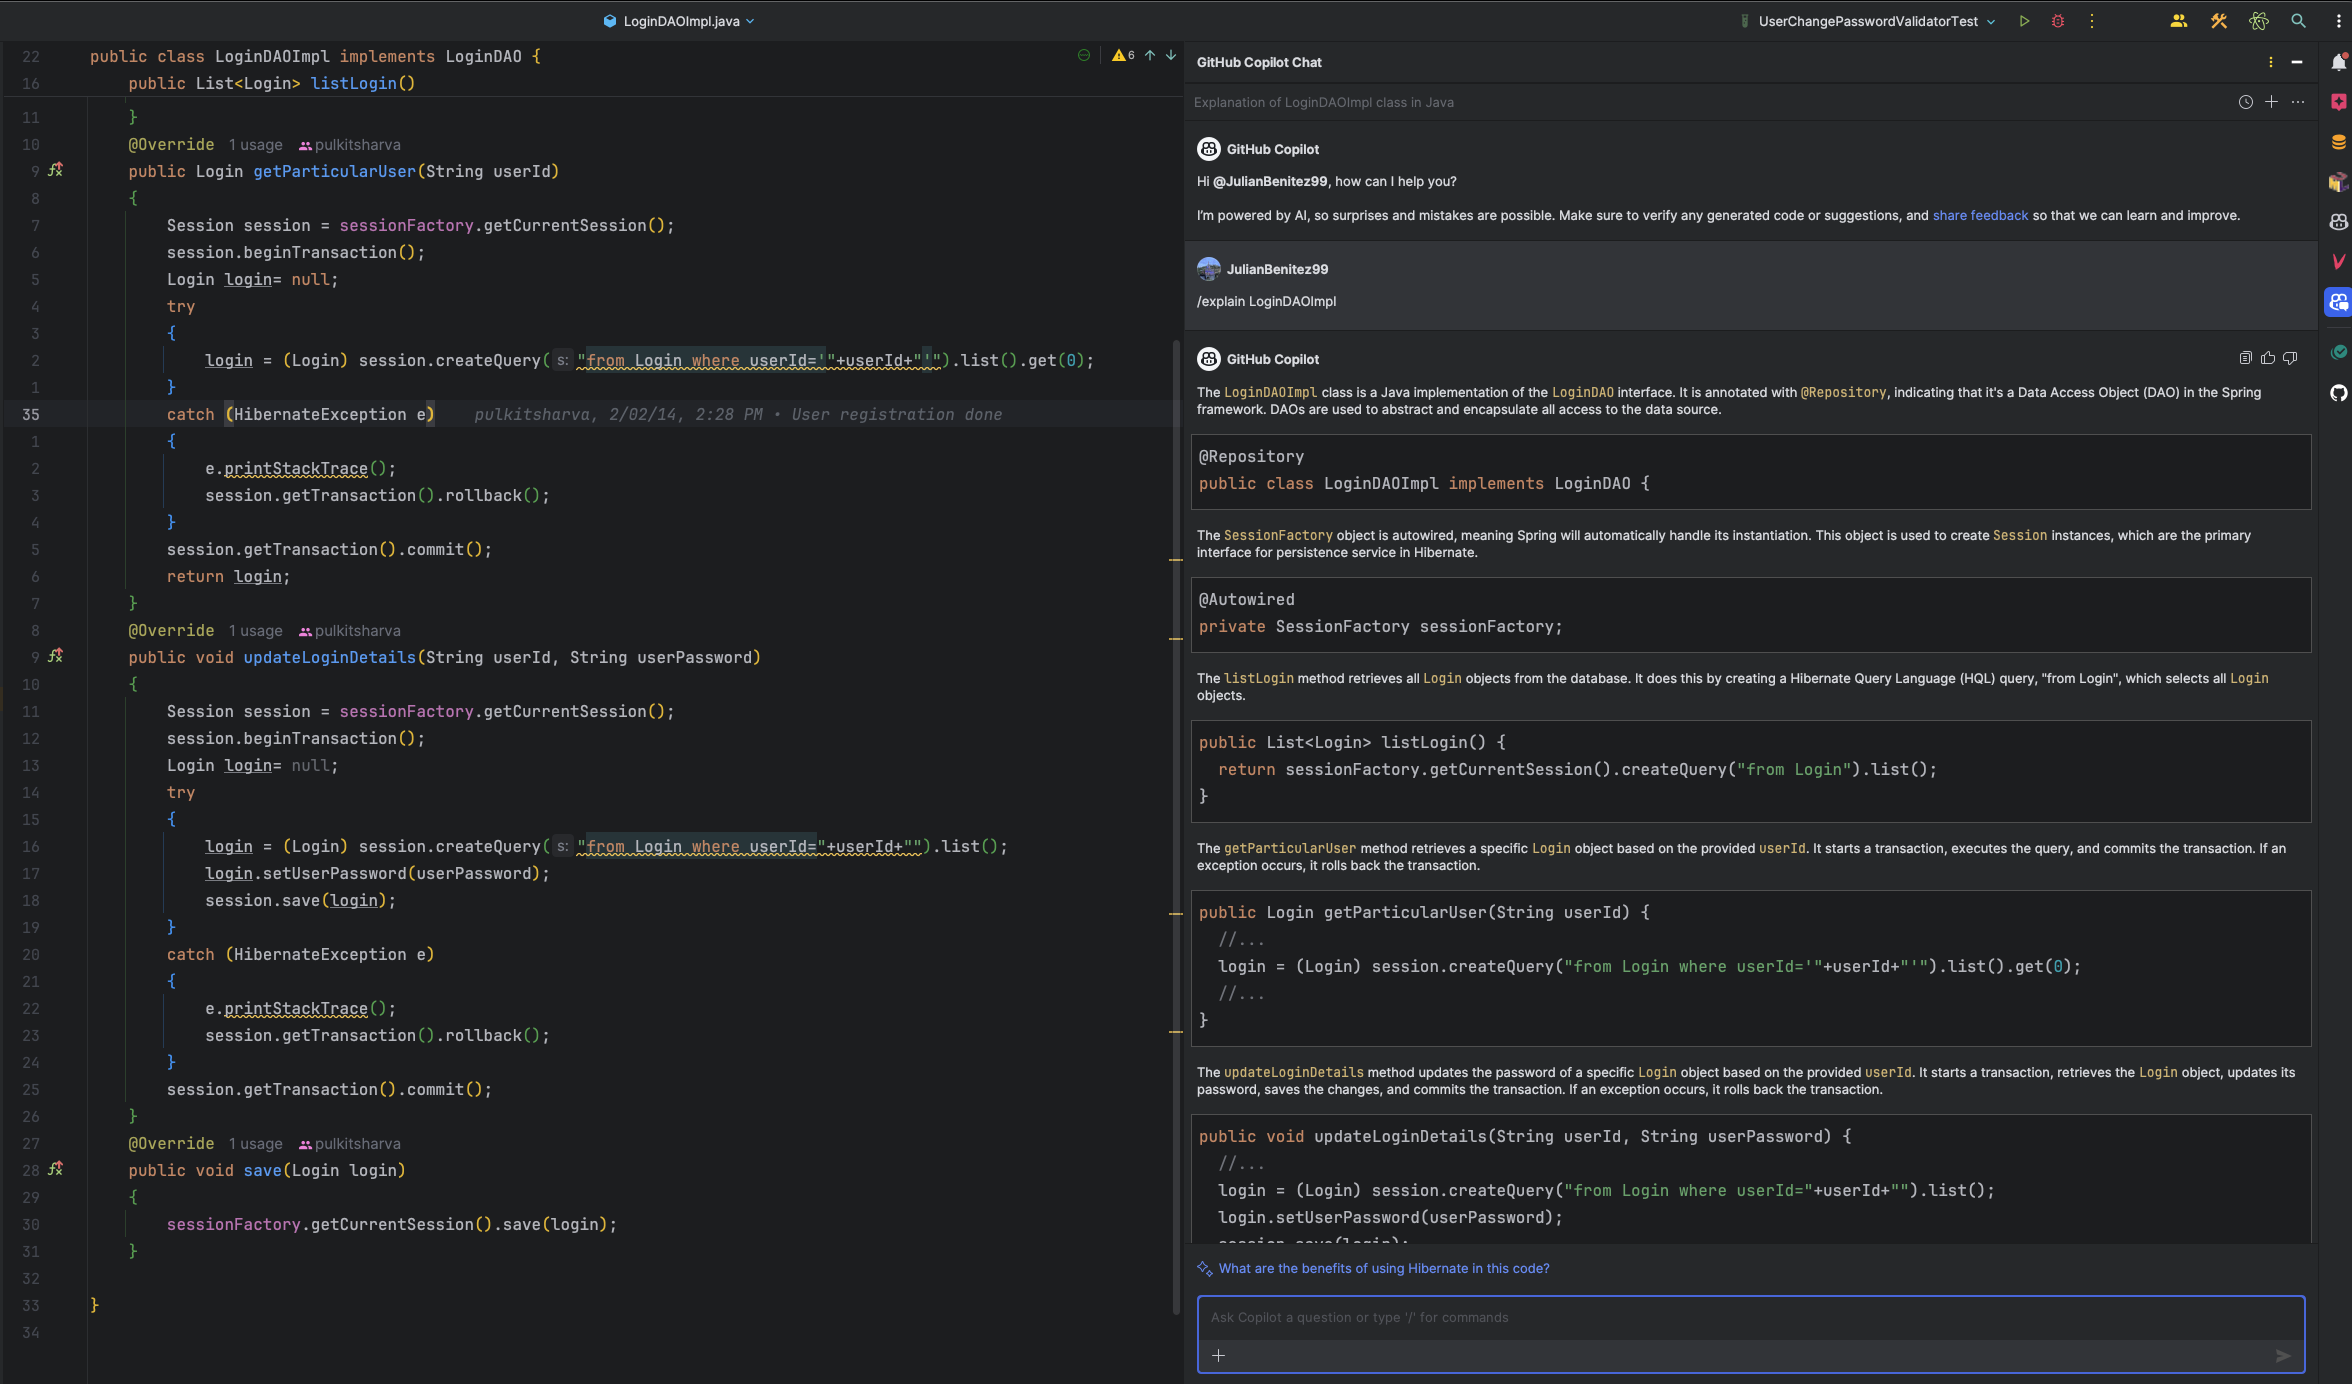 LoginDAOImpl.java
UserChangePasswordValidatorTest
22 public class LoginDAOImpl implements LoginDAO {
6
16 public List<Login> listLogin()
11 }
10 @Override 1 usage pulkitsharva
9 public Login getParticularUser(String userId)
8 {
7 Session session = sessionFactory.getCurrentSession();
6 session.beginTransaction();
5 Login login= null;
4 try
3 {
2 login = (Login) session.createQuery( s: "from Login where userId='"+userId+"'").list().get(0);
1 }
35 catch (HibernateException e) pulkitsharva, 2/02/14, 2:28 PM • User registration done
1 {
2 e.printStackTrace();
3 session.getTransaction().rollback();
4 }
5 session.getTransaction().commit();
6 return login;
7 }
8 @Override 1 usage pulkitsharva
9 public void updateLoginDetails(String userId, String userPassword)
10 {
11 Session session = sessionFactory.getCurrentSession();
12 session.beginTransaction();
13 Login login= null;
14 try
15 {
16 login = (Login) session.createQuery( s: "from Login where userId="+userId+"").list();
17 login.setUserPassword(userPassword);
18 session.save(login);
19 }
20 catch (HibernateException e)
21 {
22 e.printStackTrace();
23 session.getTransaction().rollback();
24 }
25 session.getTransaction().commit();
26 }
27 @Override 1 usage pulkitsharva
28 public void save(Login login)
29 {
30 sessionFactory.getCurrentSession().save(login);
31 }
32
33 }
34
GitHub Copilot Chat
Explanation of LoginDAOImpl class in Java
GitHub Copilot
Hi @JulianBenitez99, how can I help you?
I'm powered by AI, so surprises and mistakes are possible. Make sure to verify any generated code or suggestions, and share feedback so that we can learn and improve.
JulianBenitez99
/explain LoginDAOImpl
GitHub Copilot
The LoginDAOImpl class is a Java implementation of the LoginDAO interface. It is annotated with @Repository, indicating that it's a Data Access Object (DAO) in the Spring
framework. DAOs are used to abstract and encapsulate all access to the data source.
@Repository
public class LoginDAOImpl implements LoginDAO {
The SessionFactory object is autowired, meaning Spring will automatically handle its instantiation. This object is used to create Session instances, which are the primary
interface for persistence service in Hibernate.
@Autowired
private SessionFactory sessionFactory;
The listLogin method retrieves all Login objects from the database. It does this by creating a Hibernate Query Language (HQL) query, "from Login", which selects all Login
objects.
public List<Login> listLogin() {
return sessionFactory.getCurrentSession().createQuery("from Login").list();
}
The getParticularUser method retrieves a specific Login object based on the provided userId. It starts a transaction, executes the query, and commits the transaction. If an
exception occurs, it rolls back the transaction.
public Login getParticularUser(String userId) {
//...
login = (Login) session.createQuery("from Login where userId='"+userId+"'").list().get(0);
//...
}
The updateLoginDetails method updates the password of a specific Login object based on the provided userId. It starts a transaction, retrieves the Login object, updates its
password, saves the changes, and commits the transaction. If an exception occurs, it rolls back the transaction.
public void updateLoginDetails(String userId, String userPassword) {
//...
login = (Login) session.createQuery("from Login where userId="+userId+"").list();
login.setUserPassword(userPassword);
session.save(login);
What are the benefits of using Hibernate in this code?
Ask Copilot a question or type '/' for commands